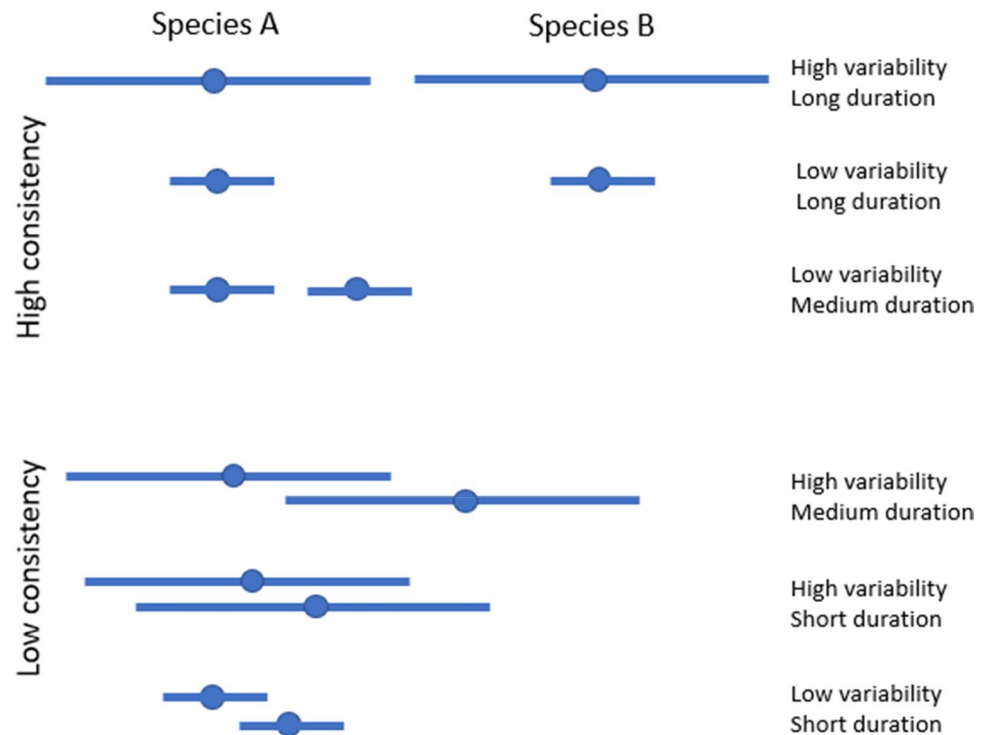 Species A
Species B
High consistency
High variability
Long duration
Low variability
Long duration
Low variability
Medium duration
Low consistency
High variability
Medium duration
High variability
Short duration
Low variability
Short duration